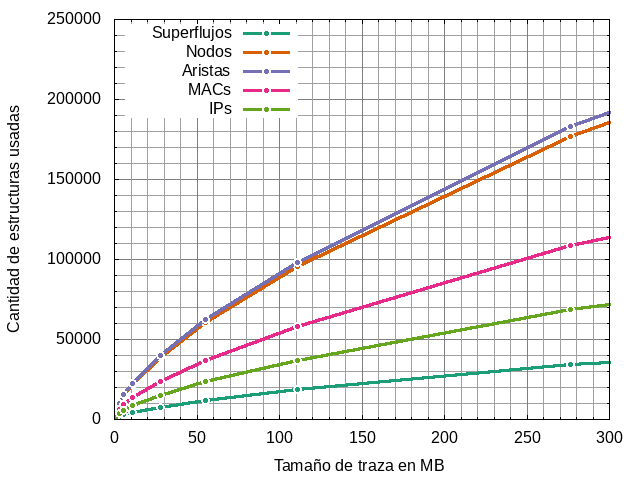 250000
200000
150000
100000
50000
0
Cantidad de estructuras usadas
Superflujos
Nodos
Aristas
MACs
IPs
0 50 100 150 200 250 300
Tamaño de traza en MB